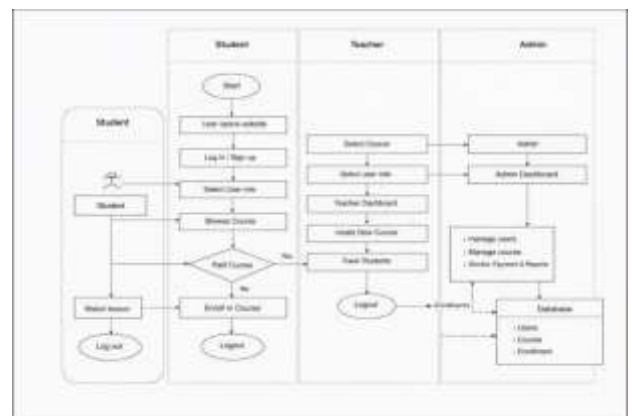 Student
Teacher
Admin
Start
Student
User opens website
Log in / Sign up
Select Course
Admin
Select User role
Select user role
Admin Dashboard
Student
Teacher Dashboard
Browse Course
Create New Course
- Manage users
- Manage course
- Monitor Payment & Reports
Paid Course
Yes
Track Students
No
Watch lesson
Enroll in Course
Logout
Database
- Users
- Course
- Enrollment
Log out
Logout